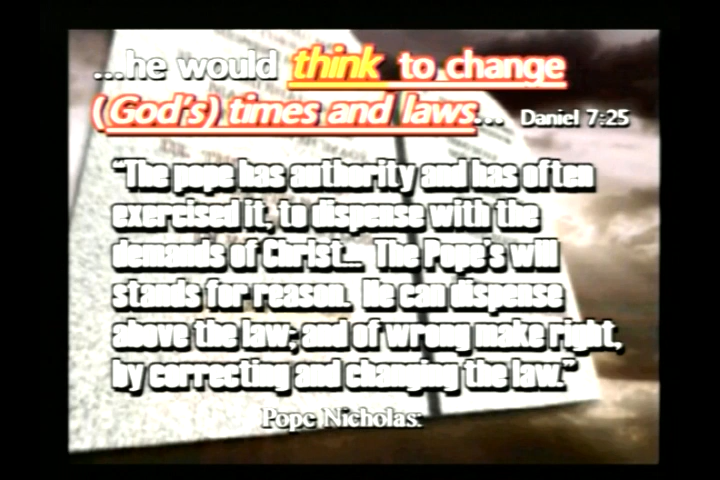 ...he would think to change
(God's) times and laws... Daniel 7:25
“The pope has authority and has often
exercised it, to dispense with the
demands of Christ... The Pope's will
stands for reason. He can dispense
above the law; and of wrong make right,
by correcting and changing the law.”
Pope Nicholas: